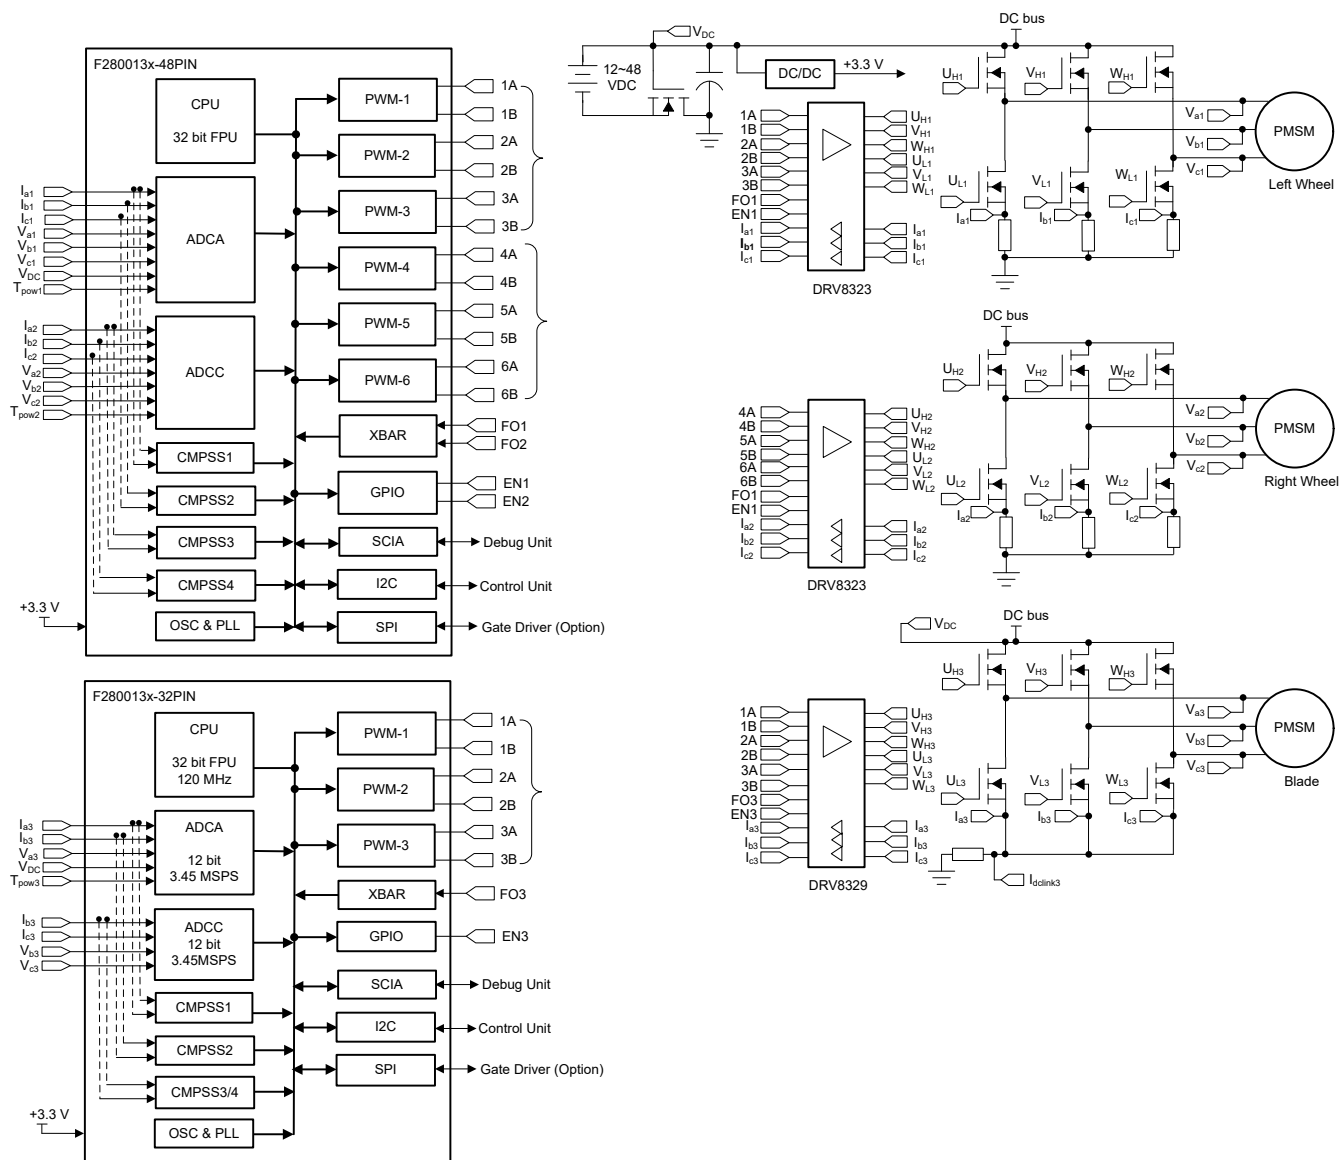 F280013x-48PIN
CPU
32 bit FPU
ADCA
ADCC
CMPSS1
CMPSS2
CMPSS3
CMPSS4
OSC & PLL
Ia1
Ib1
Ic1
Va1
Vb1
Vc1
VDC
Tpow1
Ia2
Ib2
Ic2
Va2
Vb2
Vc2
Tpow2
+3.3 V
PWM-1
PWM-2
PWM-3
PWM-4
PWM-5
PWM-6
XBAR
GPIO
SCIA
I2C
SPI
1A
1B
2A
2B
3A
3B
4A
4B
5A
5B
6A
6B
FO1
FO2
EN1
EN2
Debug Unit
Control Unit
Gate Driver (Option)
F280013x-32PIN
CPU
32 bit FPU
120 MHz
ADCA
12 bit
3.45 MSPS
ADCC
12 bit
3.45MSPS
CMPSS1
CMPSS2
CMPSS3/4
OSC & PLL
Ia3
Ib3
Va3
VDC
Tpow3
Ib3
Ic3
Vb3
Vc3
+3.3 V
PWM-1
PWM-2
PWM-3
XBAR
GPIO
SCIA
I2C
SPI
1A
1B
2A
2B
3A
3B
FO3
EN3
Debug Unit
Control Unit
Gate Driver (Option)
VDC
12~48
VDC
DC/DC
+3.3 V
1A
1B
2A
2B
3A
3B
FO1
EN1
Ia1
Ib1
Ic1
UH1
VH1
WH1
UL1
VL1
WL1
Ia1
Ib1
Ic1
DRV8323
DC bus
UH1
VH1
WH1
UL1
VL1
WL1
Ia1
Ib1
Ic1
Va1
Vb1
Vc1
PMSM
Left Wheel
4A
4B
5A
5B
6A
6B
FO1
EN1
Ia2
Ib2
Ic2
UH2
VH2
WH2
UL2
VL2
WL2
Ia2
Ib2
Ic2
DRV8323
DC bus
UH2
VH2
WH2
UL2
VL2
WL2
Ia2
Ib2
Ic2
Va2
Vb2
Vc2
PMSM
Right Wheel
1A
1B
2A
2B
3A
3B
FO3
EN3
Ia3
Ib3
Ic3
UH3
VH3
WH3
UL3
VL3
WL3
Ia3
Ib3
Ic3
DRV8329
VDC
DC bus
UH3
VH3
WH3
UL3
VL3
WL3
Ia3
Ib3
Ic3
Idclink3
Va3
Vb3
Vc3
PMSM
Blade